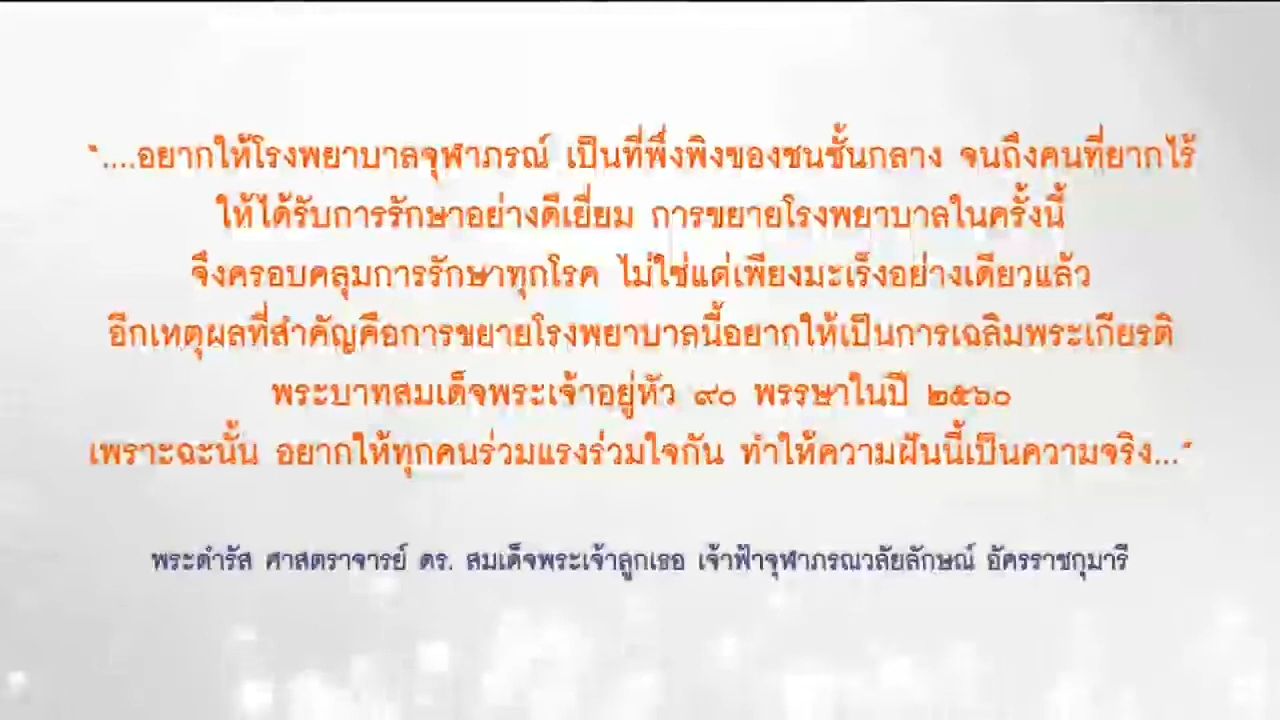 "....อยากให้โรงพยาบาลจุฬาภรณ์ เป็นที่พึ่งพิงของชนชั้นกลาง จนถึงคนที่ยากไร้
ให้ได้รับการรักษาอย่างดีเยี่ยม การขยายโรงพยาบาลในครั้งนี้
จึงครอบคลุมการรักษาทุกโรค ไม่ใช่แต่เพียงมะเร็งอย่างเดียวแล้ว
อีกเหตุผลที่สำคัญคือการขยายโรงพยาบาลนี้อยากให้เป็นการเฉลิมพระเกียรติ
พระบาทสมเด็จพระเจ้าอยู่หัว ๙๐ พรรษาในปี ๒๕๖๐
เพราะฉะนั้น อยากให้ทุกคนร่วมแรงร่วมใจกัน ทำให้ความฝันนี้เป็นความจริง..."
พระดำรัส ศาสตราจารย์ ดร. สมเด็จพระเจ้าลูกเธอ เจ้าฟ้าจุฬาภรณวลัยลักษณ์ อัครราชกุมารี